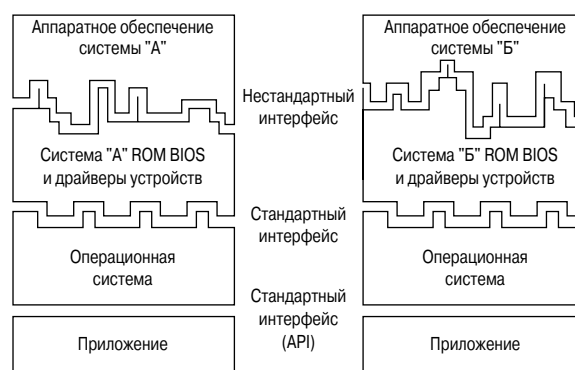 Аппаратное обеспечение
системы "А"
Нестандартный
интерфейс
Система "А" ROM BIOS
и драйверы устройств
Стандартный
интерфейс
Операционная
система
Стандартный
интерфейс
(API)
Приложение
Аппаратное обеспечение
системы "Б"
Система "Б" ROM BIOS
и драйверы устройств
Операционная
система
Приложение